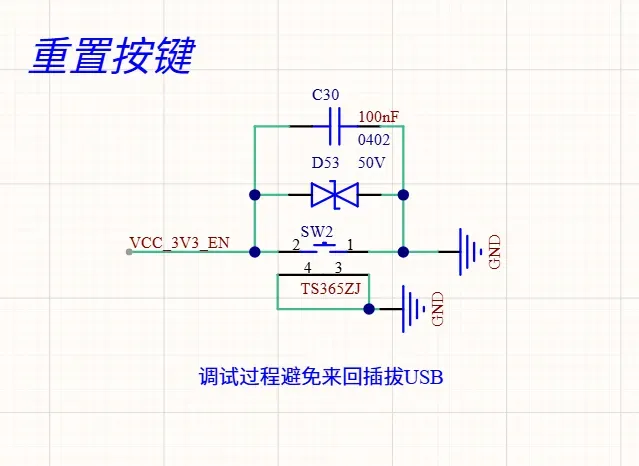 重置按键
C30
100nF
0402
D53 50V
SW2
VCC_3V3_EN
2 1
4 3
TS365ZJ
GND
GND
调试过程避免来回插拔USB